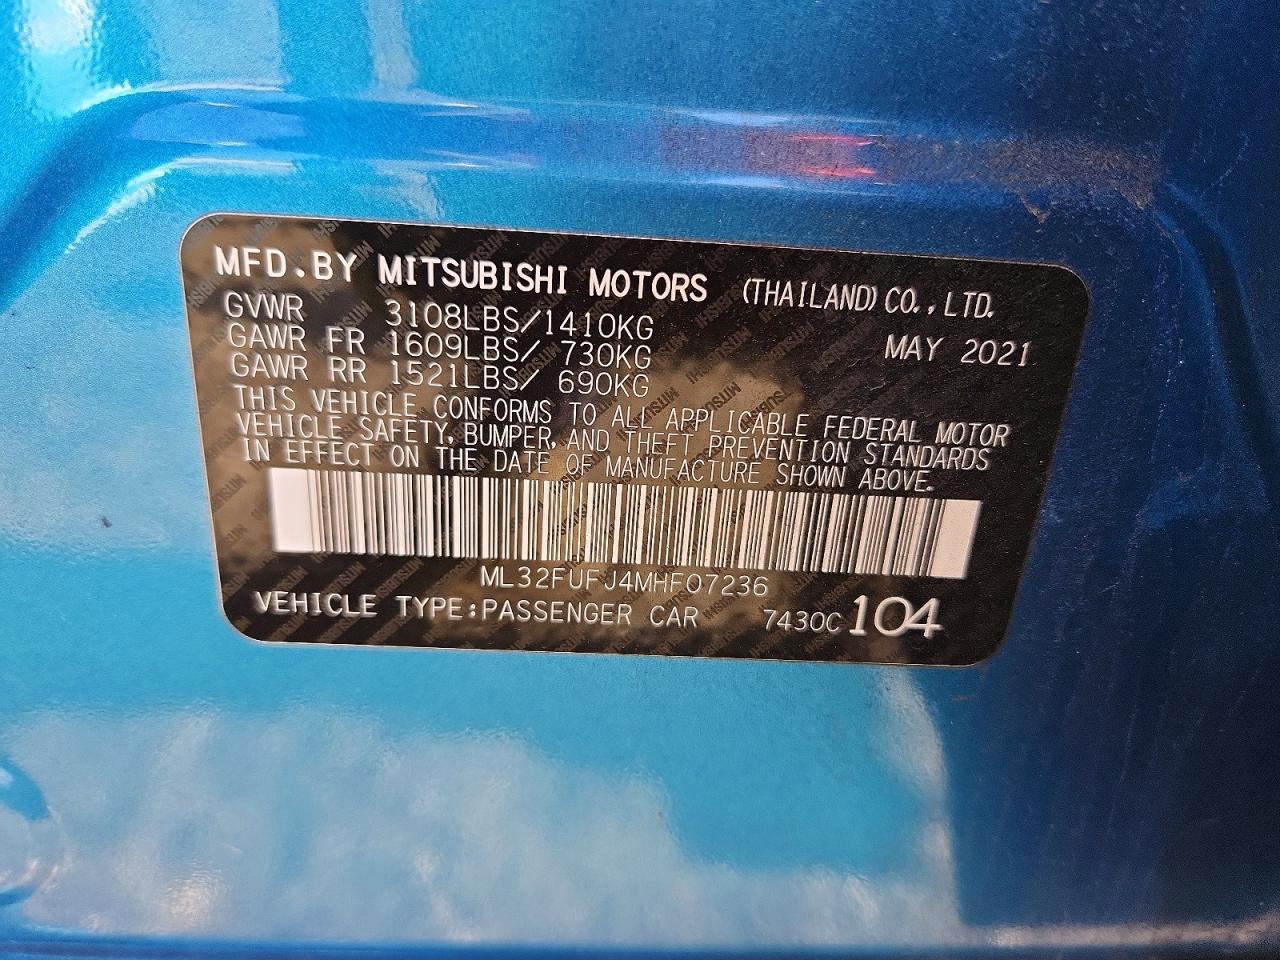 MFD.BY MITSUBISHI MOTORS (THAILAND) CO., LTD.
GVWR 3108LBS/1410KG
GAWR FR 1609LBS/ 730KG MAY 2021
GAWR RR 1521LBS/ 690KG
THIS VEHICLE CONFORMS TO ALL APPLICABLE FEDERAL MOTOR
VEHICLE SAFETY, BUMPER, AND THEFT PREVENTION STANDARDS
IN EFFECT ON THE DATE OF MANUFACTURE SHOWN ABOVE.
ML32FUFJ4MHF07236
VEHICLE TYPE:PASSENGER CAR 7430C 104